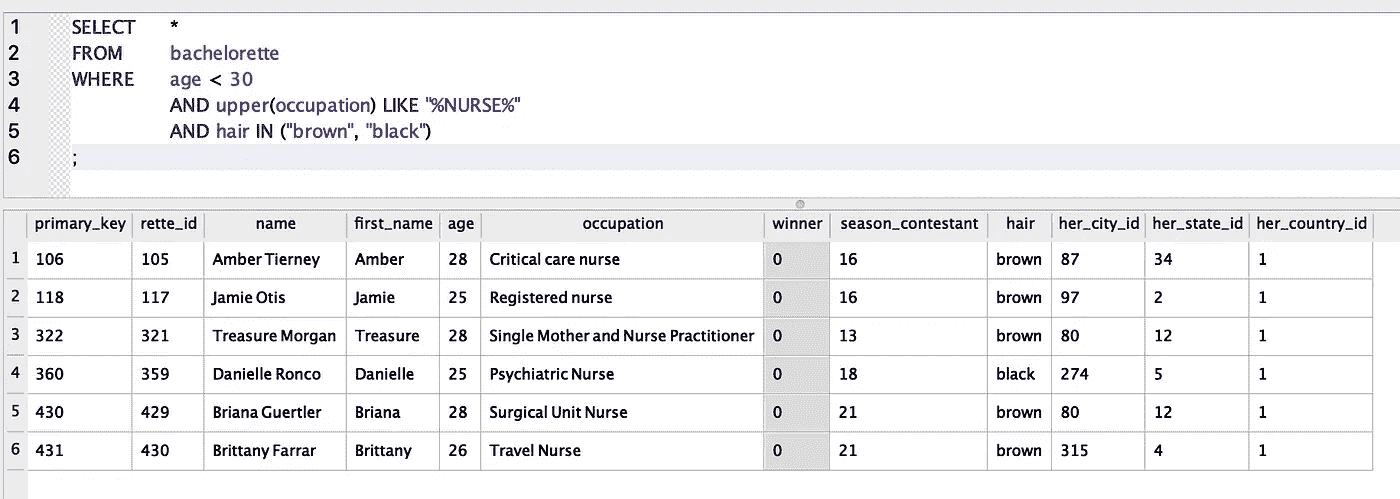 1 SELECT *
2 FROM bachelorette
3 WHERE age < 30
4 AND upper(occupation) LIKE "%NURSE%"
5 AND hair IN ("brown", "black")
6 ;
primary_key rette_id name first_name age occupation winner season_contestant hair her_city_id her_state_id her_country_id
1 106 105 Amber Tierney Amber 28 Critical care nurse 0 16 brown 87 34 1
2 118 117 Jamie Otis Jamie 25 Registered nurse 0 16 brown 97 2 1
3 322 321 Treasure Morgan Treasure 28 Single Mother and Nurse Practitioner 0 13 brown 80 12 1
4 360 359 Danielle Ronco Danielle 25 Psychiatric Nurse 0 18 black 274 5 1
5 430 429 Briana Guertler Briana 28 Surgical Unit Nurse 0 21 brown 80 12 1
6 431 430 Brittany Farrar Brittany 26 Travel Nurse 0 21 brown 315 4 1